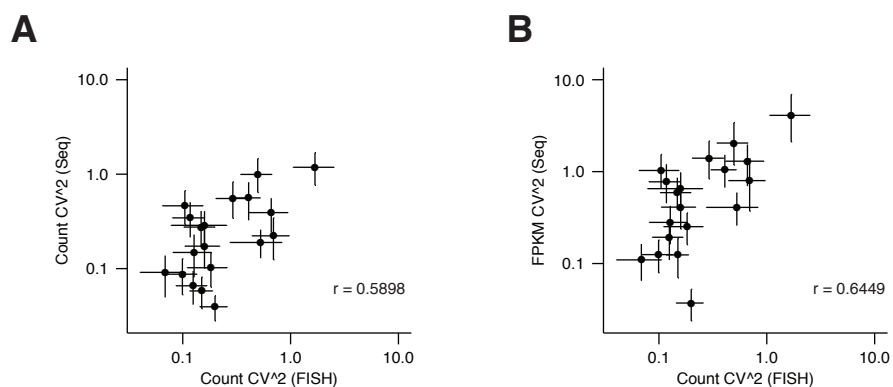 A
10.0
1.0
0.1
Count CV^2 (Seq)
r = 0.5898
0.1 1.0 10.0
Count CV^2 (FISH)
B
10.0
1.0
0.1
FPKM CV^2 (Seq)
r = 0.6449
0.1 1.0 10.0
Count CV^2 (FISH)